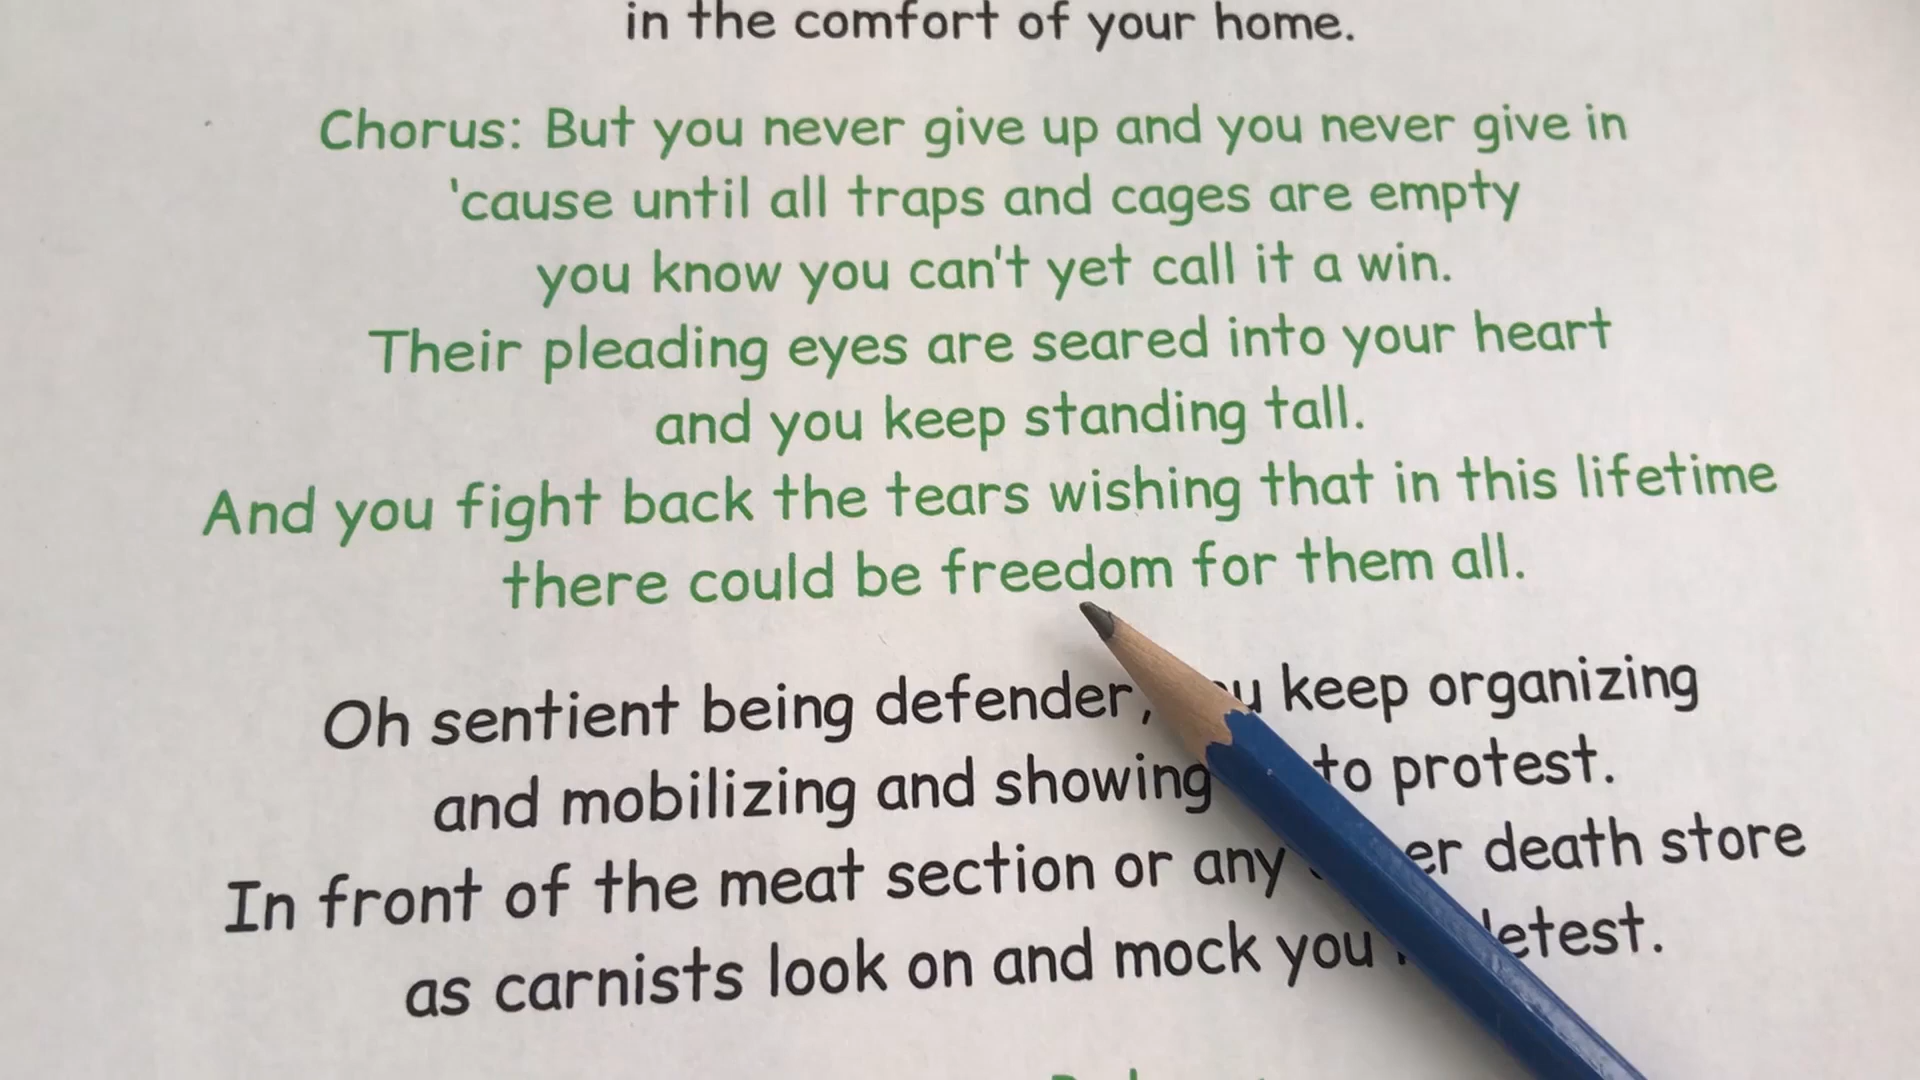 in the comfort of your home.
Chorus: But you never give up and you never give in
'cause until all traps and cages are empty
you know you can't yet call it a win.
Their pleading eyes are seared into your heart
and you keep standing tall.
And you fight back the tears wishing that in this lifetime
there could be freedom for them all.
Oh sentient being defender, keep organizing
and mobilizing and showing to protest.
In front of the meat section or any death store
as carnists look on and mock you